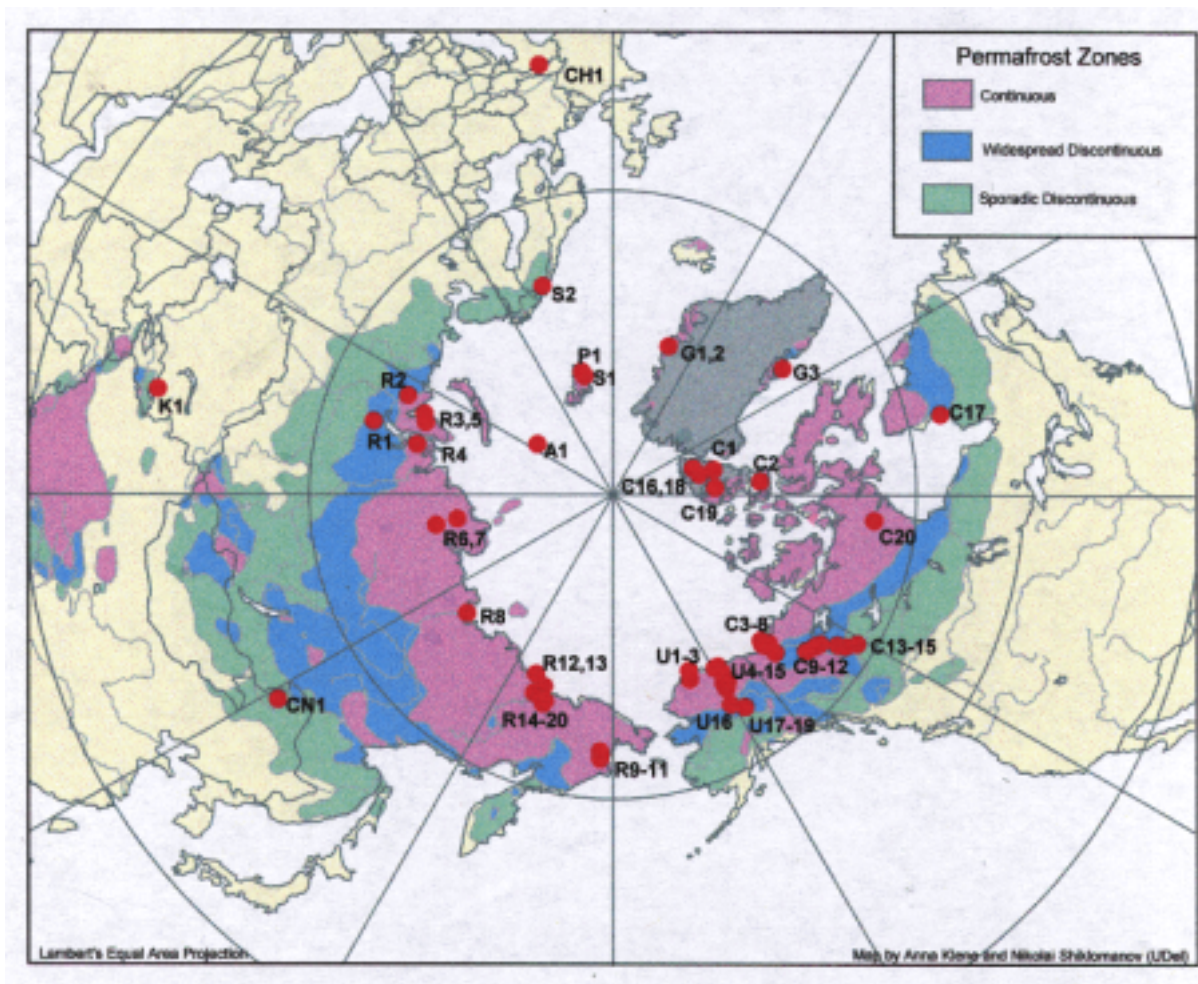 Permafrost Zones
Continuous
Widespread Discontinuous
Sporadic Discontinuous
CH1
S2
P1
S1
G1,2
G3
K1
R2
R3,5
R1
R4
A1
C17
C1
C2
C16,18
C19
C20
R6,7
R8
C3-8
C13-15
U1-3
C9-12
R12,13
U4-15
CN1
R14-20
U16
U17-19
R9-11
Lambert's Equal Area Projection
Map by Anna Klene and Nikolai Shiklomanov (UDel)